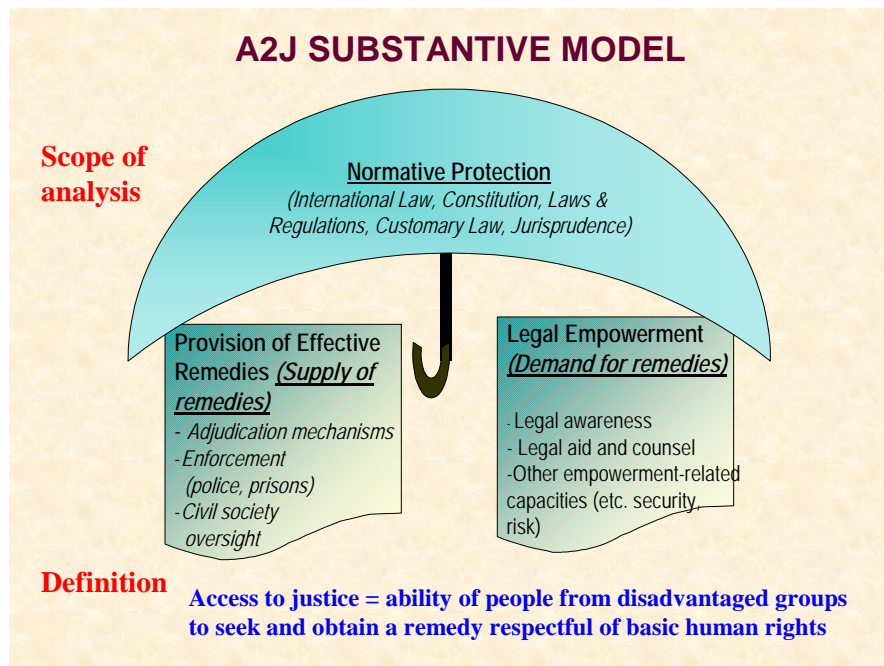 A2J SUBSTANTIVE MODEL
Scope of
analysis
Normative Protection
(International Law, Constitution, Laws &
Regulations, Customary Law, Jurisprudence)
Provision of Effective
Remedies (Supply of
remedies)
- Adjudication mechanisms
-Enforcement
(police, prisons)
-Civil society
oversight
Legal Empowerment
(Demand for remedies)
- Legal awareness
- Legal aid and counsel
-Other empowerment-related
capacities (etc. security,
risk)
Definition
Access to justice = ability of people from disadvantaged groups
to seek and obtain a remedy respectful of basic human rights